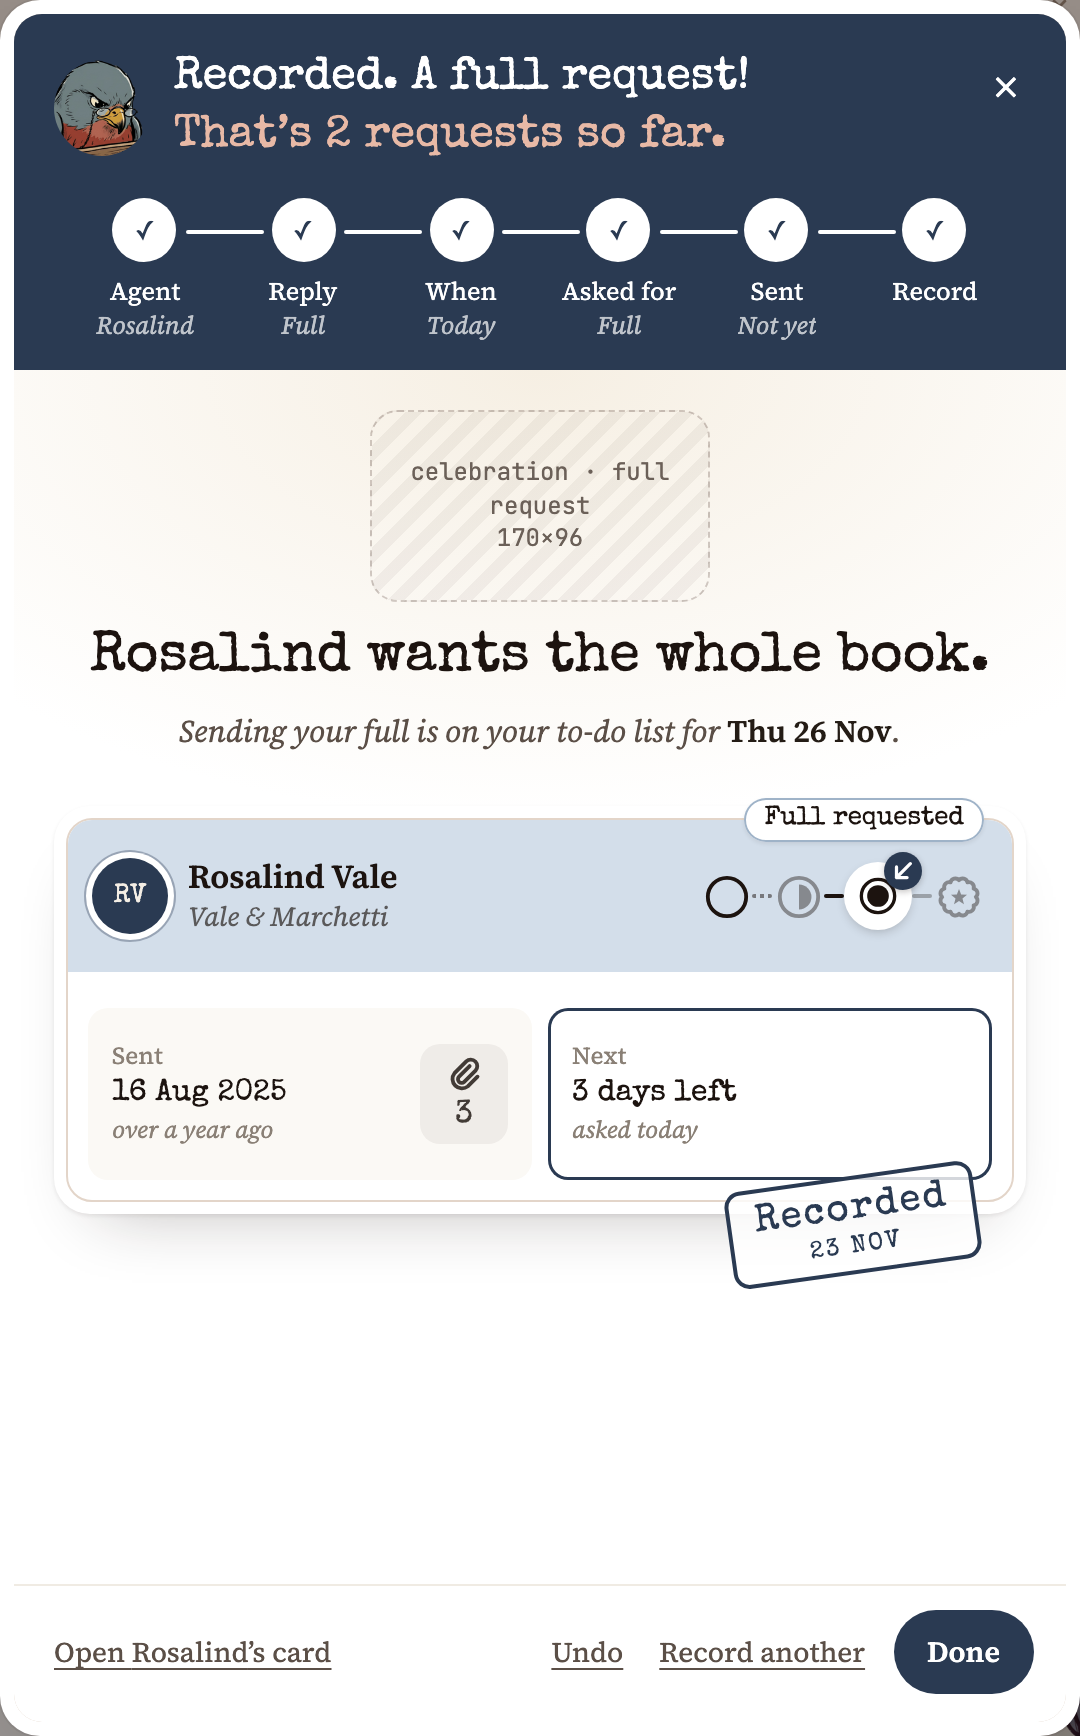 Recorded. A full request!
That's 2 requests so far.
Agent
Rosalind
Reply
Full
When
Today
Asked for
Full
Sent
Not yet
Record
celebration · full
request
170×96
Rosalind wants the whole book.
Sending your full is on your to-do list for Thu 26 Nov.
Full requested
RV
Rosalind Vale
Vale & Marchetti
Sent
16 Aug 2025
over a year ago
3
Next
3 days left
asked today
Recorded
23 NOV
Open Rosalind's card
Undo
Record another
Done